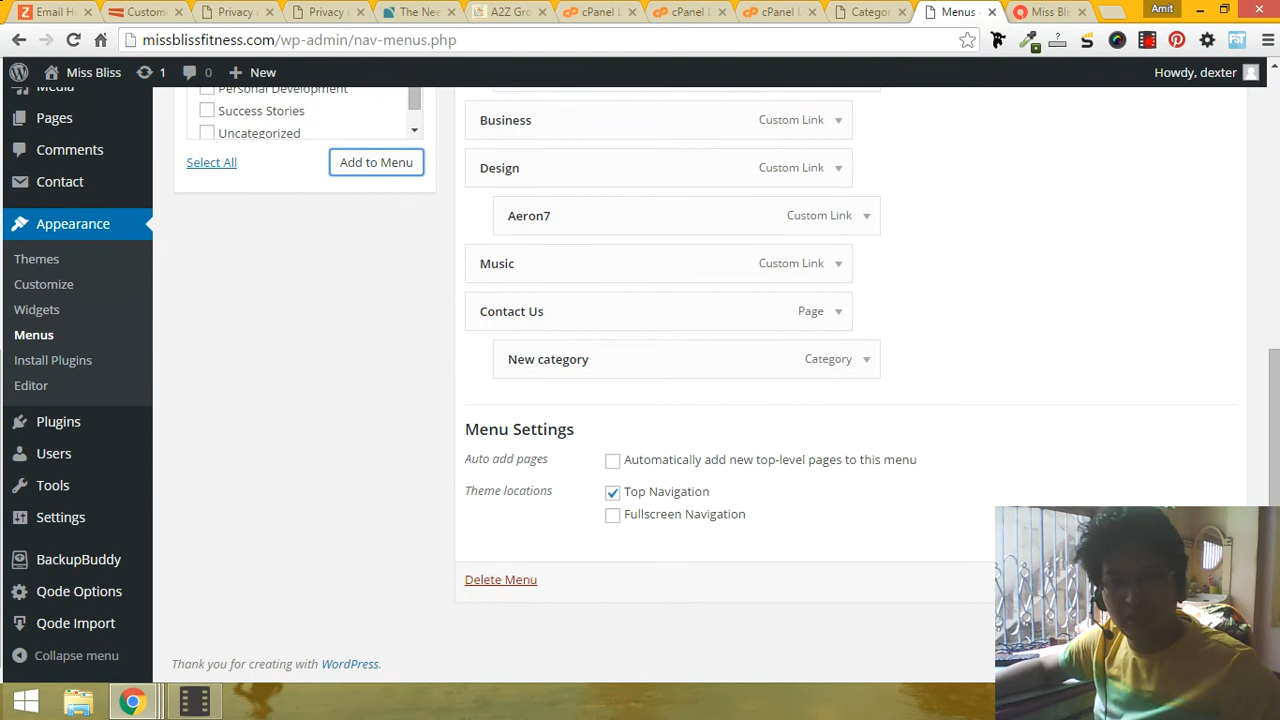 Email H
Custom
Privacy
Privacy
The Nee
A2Z Gro
cPanel L
cPanel L
cPanel L
Categor
Menus
Miss Blis
Amit
missblissfitness.com/wp-admin/nav-menus.php
Miss Bliss
1
0
New
Howdy, dexter
Media
Pages
Comments
Contact
Appearance
Themes
Customize
Widgets
Menus
Install Plugins
Editor
Plugins
Users
Tools
Settings
BackupBuddy
Qode Options
Qode Import
Collapse menu
Personal Development
Success Stories
Uncategorized
Select All
Add to Menu
Business Custom Link
Design Custom Link
Aeron7 Custom Link
Music Custom Link
Contact Us Page
New category Category
Menu Settings
Auto add pages Automatically add new top-level pages to this menu
Theme locations Top Navigation
Fullscreen Navigation
Delete Menu
Thank you for creating with WordPress.